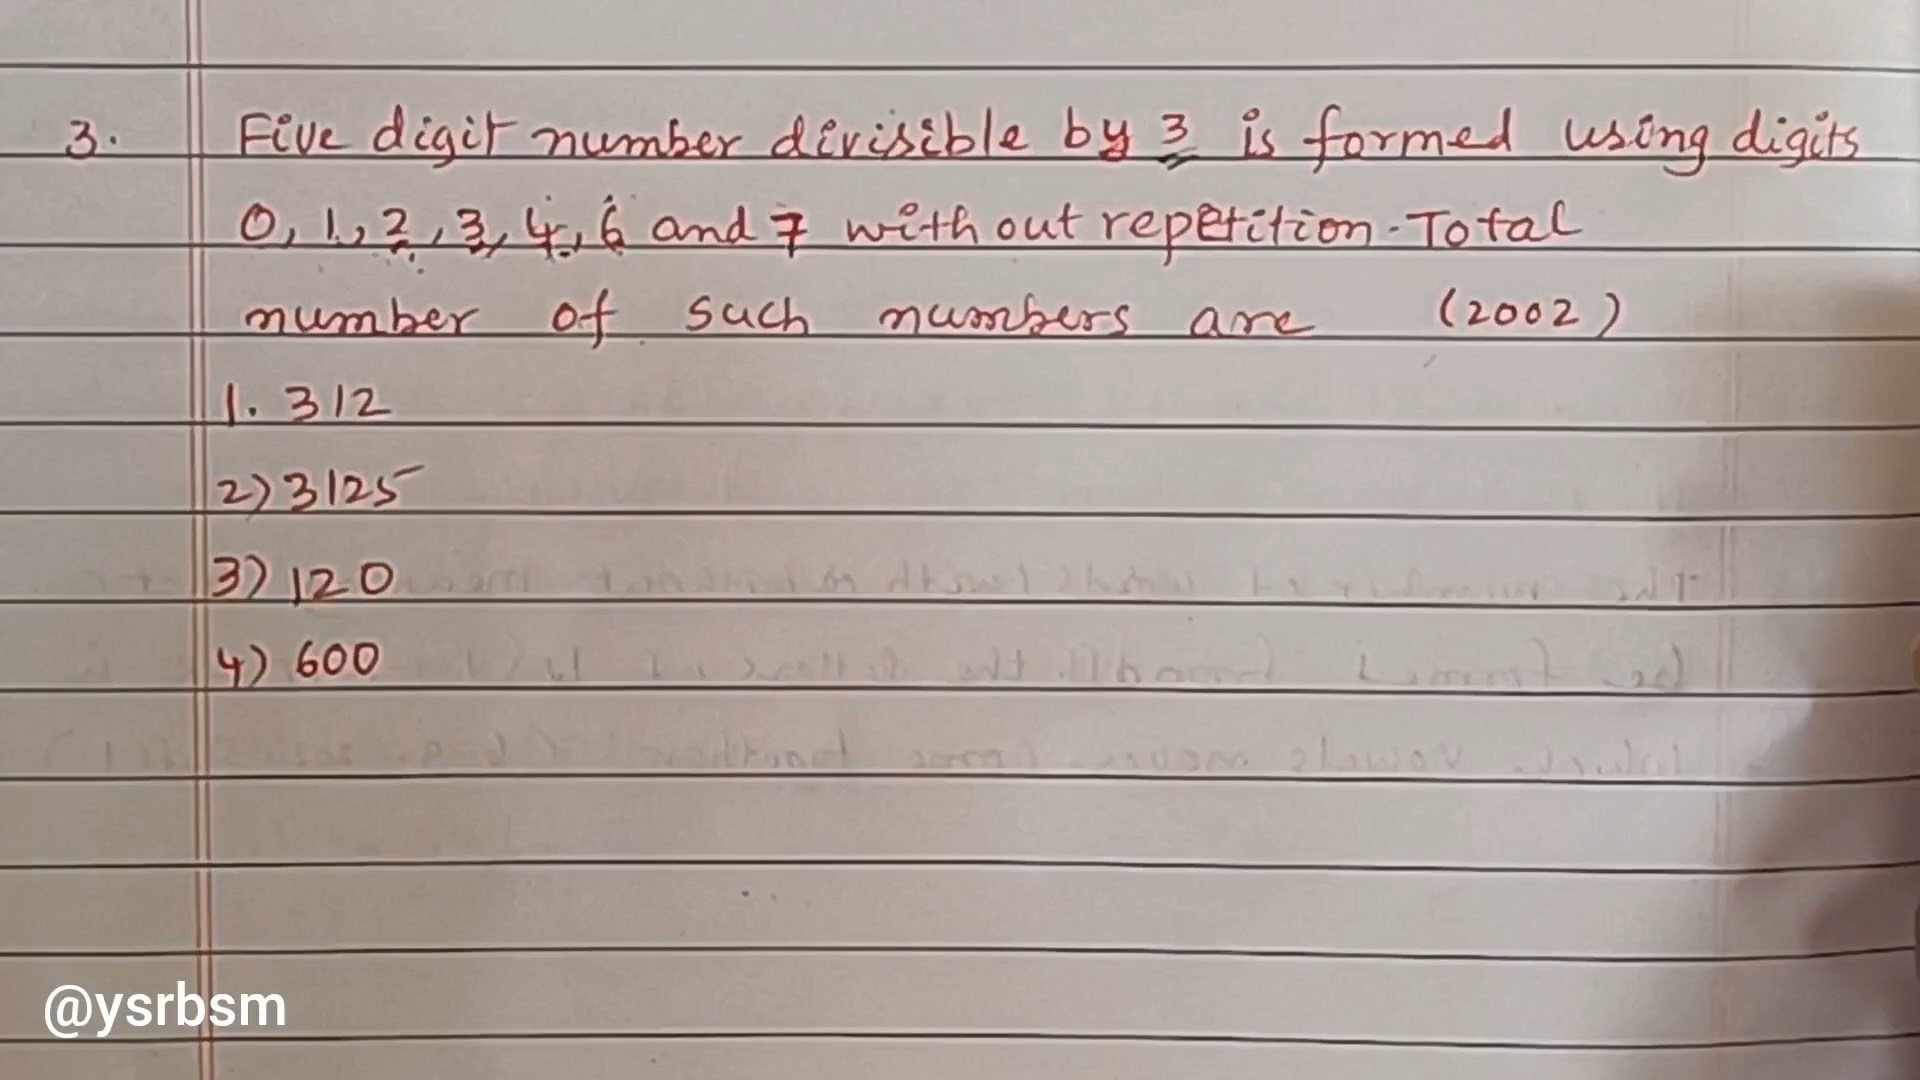 3. Five digit number divisible by 3 is formed using digits
0, 1, 2, 3, 4, 6 and 7 without repetition. Total
number of such numbers are (2002)
1. 312
2) 3125
3) 120
4) 600
@ysrbsm